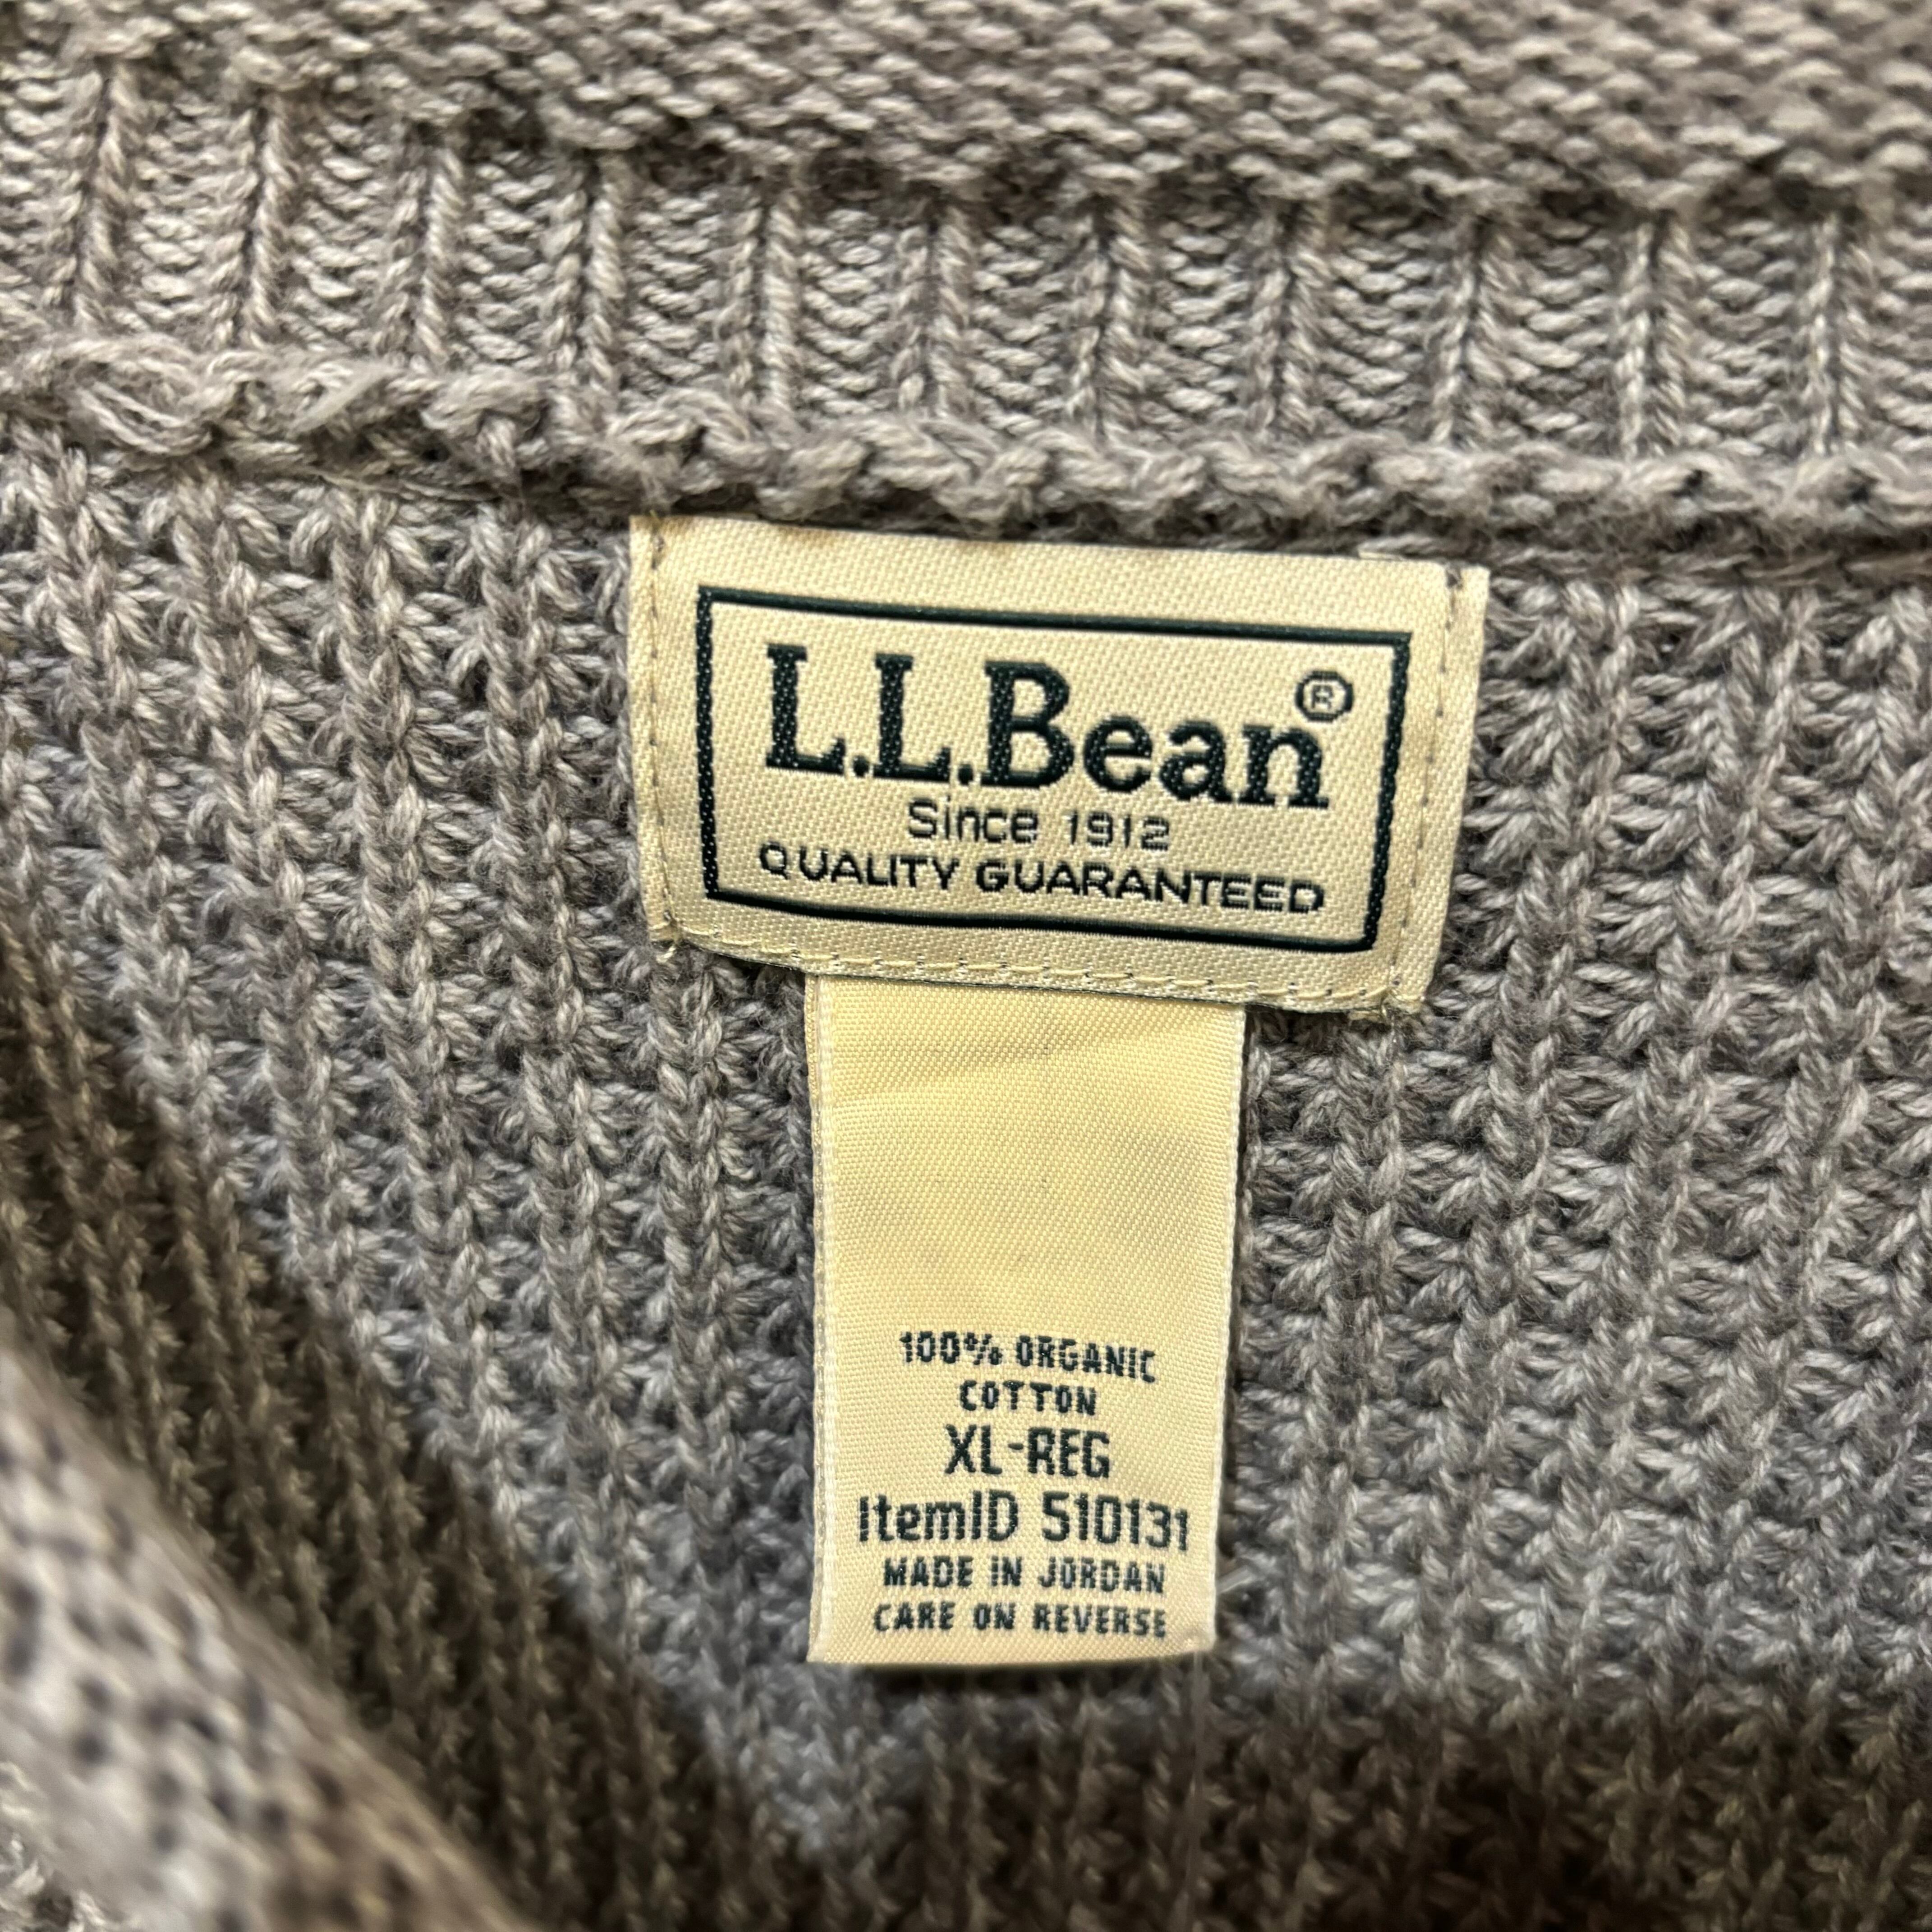 L.L.Bean®
Since 1912
QUALITY GUARANTEED
100% ORGANIC
COTTON
XL-REG
ItemID 510131
MADE IN JORDAN
CARE ON REVERSE